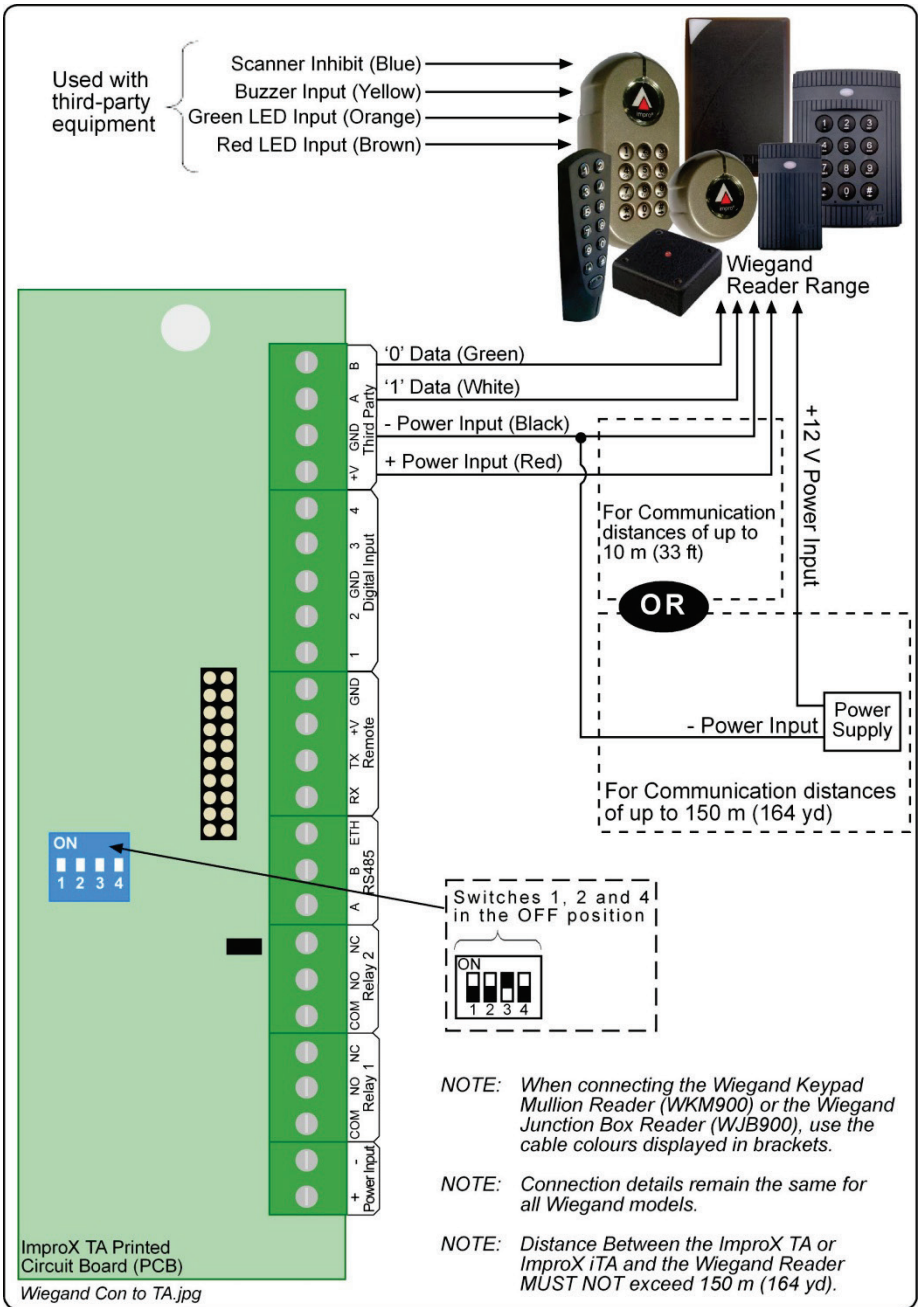 Used with
third-party
equipment
Scanner Inhibit (Blue)
Buzzer Input (Yellow)
Green LED Input (Orange)
Red LED Input (Brown)
Wiegand
Reader Range
'0' Data (Green)
'1' Data (White)
- Power Input (Black)
+ Power Input (Red)
+12 V Power Input
For Communication
distances of up to
10 m (33 ft)
OR
- Power Input
Power
Supply
For Communication distances
of up to 150 m (164 yd)
B
A
GND
+V
Third Party
4
3
GND
2
1
Digital Input
GND
+V
TX
RX
Remote
ETH
B
A
RS485
NC
NO
COM
Relay 2
NC
NO
COM
Relay 1
-
+
Power Input
ON
1 2 3 4
Switches 1, 2 and 4
in the OFF position
ON
1 2 3 4
NOTE: When connecting the Wiegand Keypad
Mullion Reader (WKM900) or the Wiegand
Junction Box Reader (WJB900), use the
cable colours displayed in brackets.
NOTE: Connection details remain the same for
all Wiegand models.
NOTE: Distance Between the ImproX TA or
ImproX iTA and the Wiegand Reader
MUST NOT exceed 150 m (164 yd).
ImproX TA Printed
Circuit Board (PCB)
Wiegand Con to TA.jpg